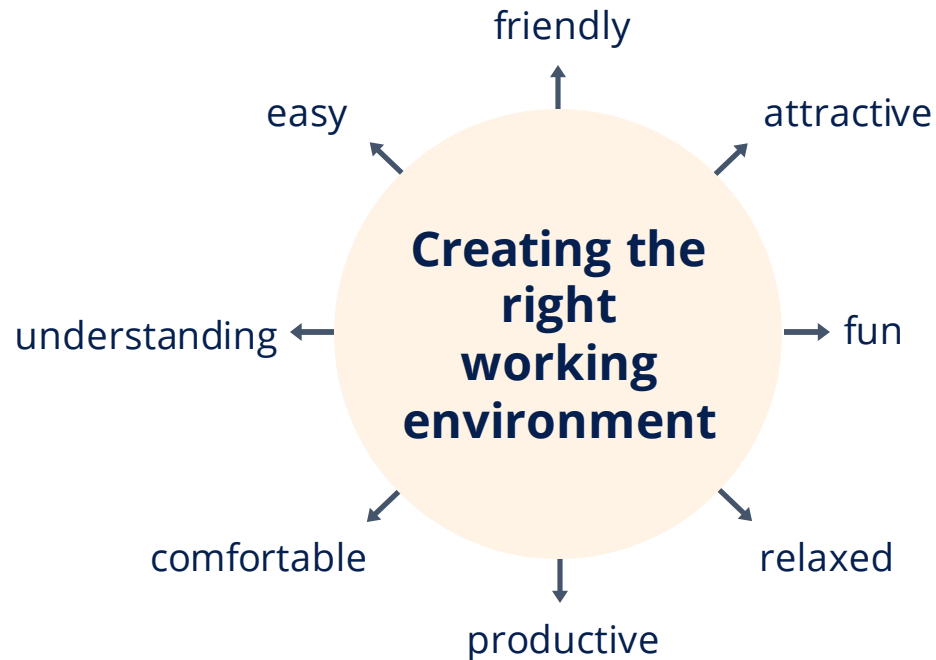 friendly
easy
attractive
Creating the
right
working
environment
understanding
fun
comfortable
relaxed
productive